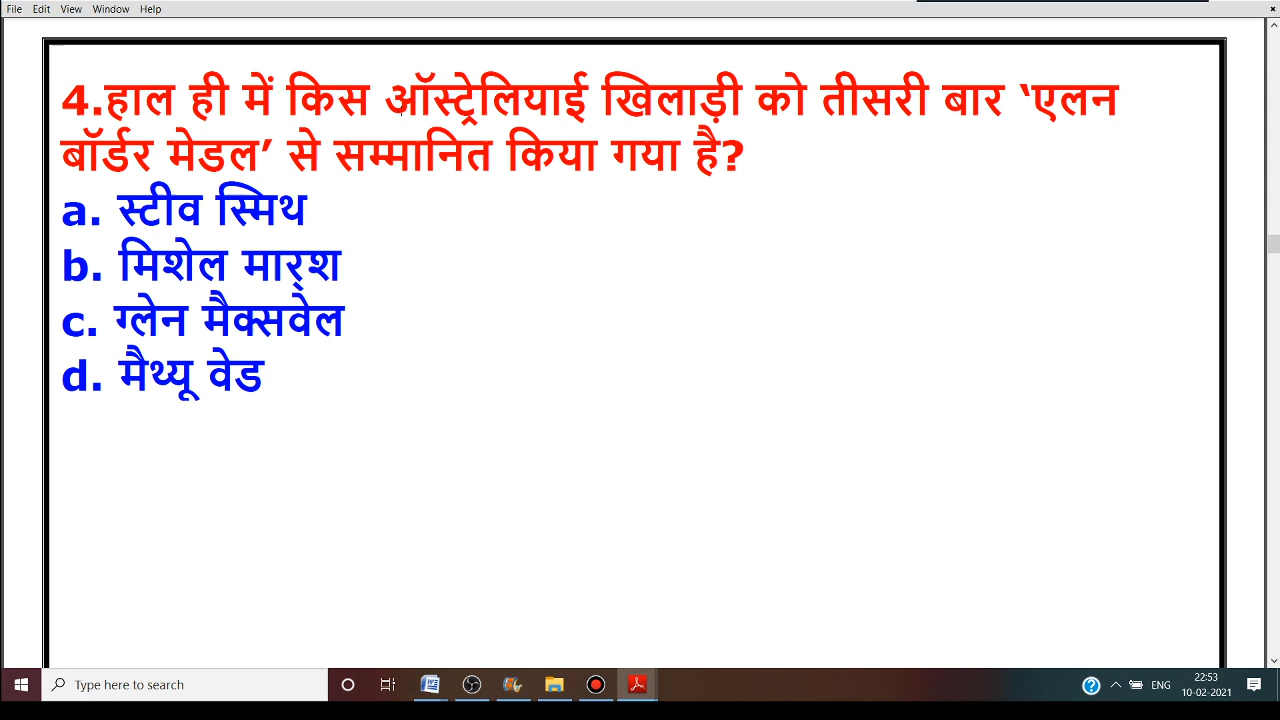 File Edit View Window Help
4.हाल ही में किस ऑस्ट्रेलियाई खिलाड़ी को तीसरी बार ‘एलन
बॉर्डर मेडल’ से सम्मानित किया गया है?
a. स्टीव स्मिथ
b. मिशेल मार्श
c. ग्लेन मैक्सवेल
d. मैथ्यू वेड
Type here to search
ENG
22:53
10-02-2021